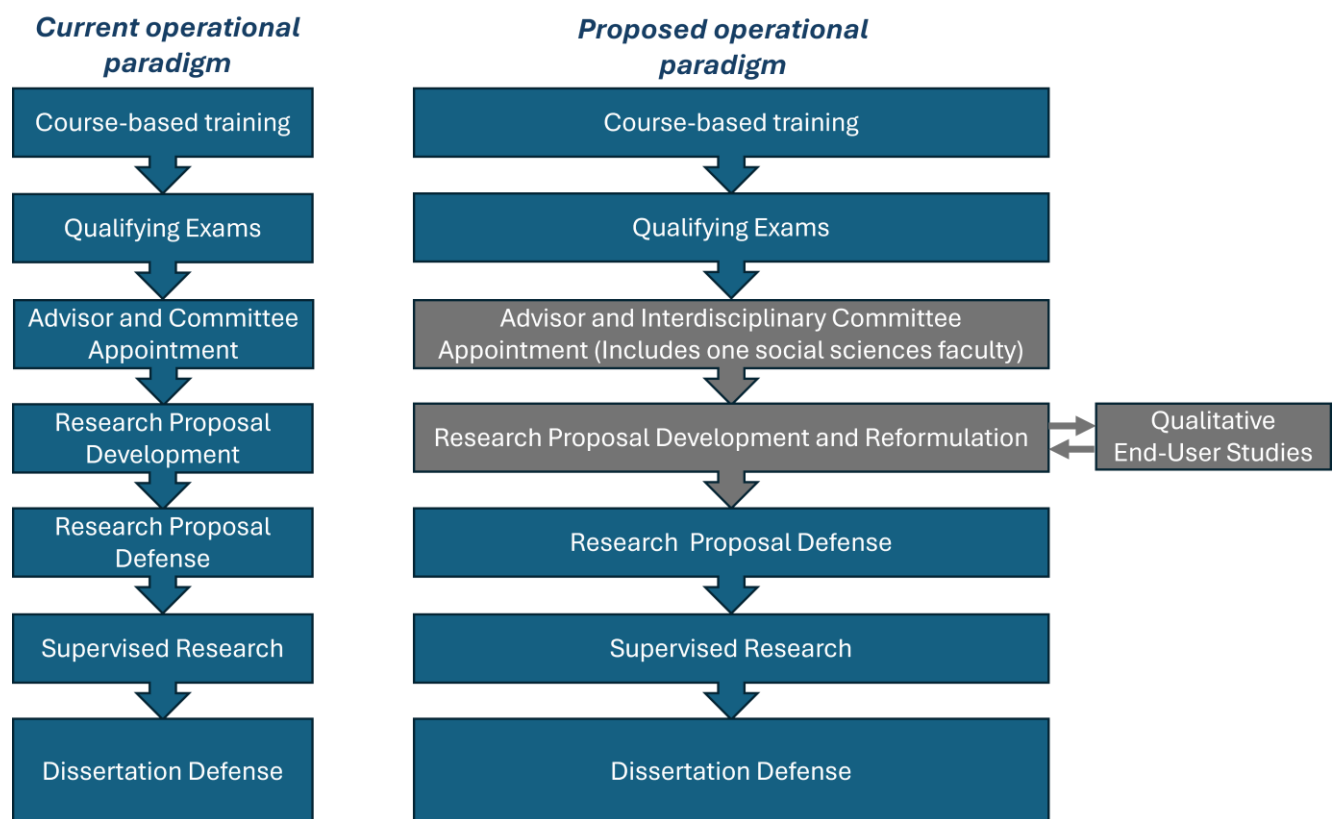 Current operational
paradigm
Course-based training
Qualifying Exams
Advisor and Committee
Appointment
Research Proposal
Development
Research Proposal
Defense
Supervised Research
Dissertation Defense
Proposed operational
paradigm
Course-based training
Qualifying Exams
Advisor and Interdisciplinary Committee
Appointment (Includes one social sciences faculty)
Research Proposal Development and Reformulation
Qualitative
End-User Studies
Research  Proposal Defense
Supervised Research
Dissertation Defense